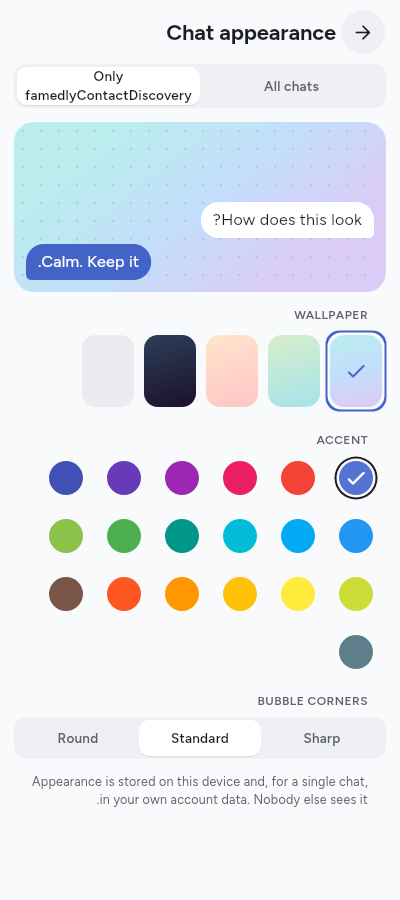 Chat appearance
All chats
Only
famedlyContactDiscovery
?How does this look
.Calm. Keep it
WALLPAPER
ACCENT
BUBBLE CORNERS
Sharp
Standard
Round
Appearance is stored on this device and, for a single chat,
.in your own account data. Nobody else sees it